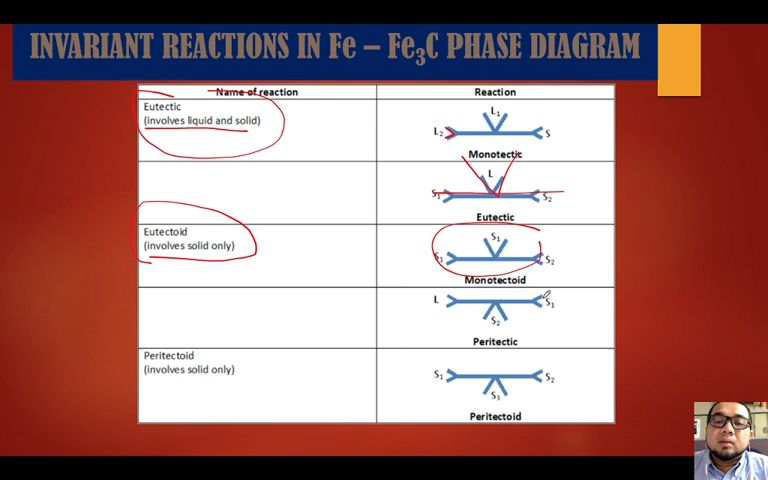 INVARIANT REACTIONS IN Fe – Fe₃C PHASE DIAGRAM
Name of reaction
Reaction
Eutectic
(involves liquid and solid)
L₁
L₂
S
Monotectic
L
S₁
S₂
Eutectic
Eutectoid
(involves solid only)
S₁
S₁
S₂
Monotectoid
L
S₁
S₂
Peritectic
Peritectoid
(involves solid only)
S₁
S₂
S₃
Peritectoid